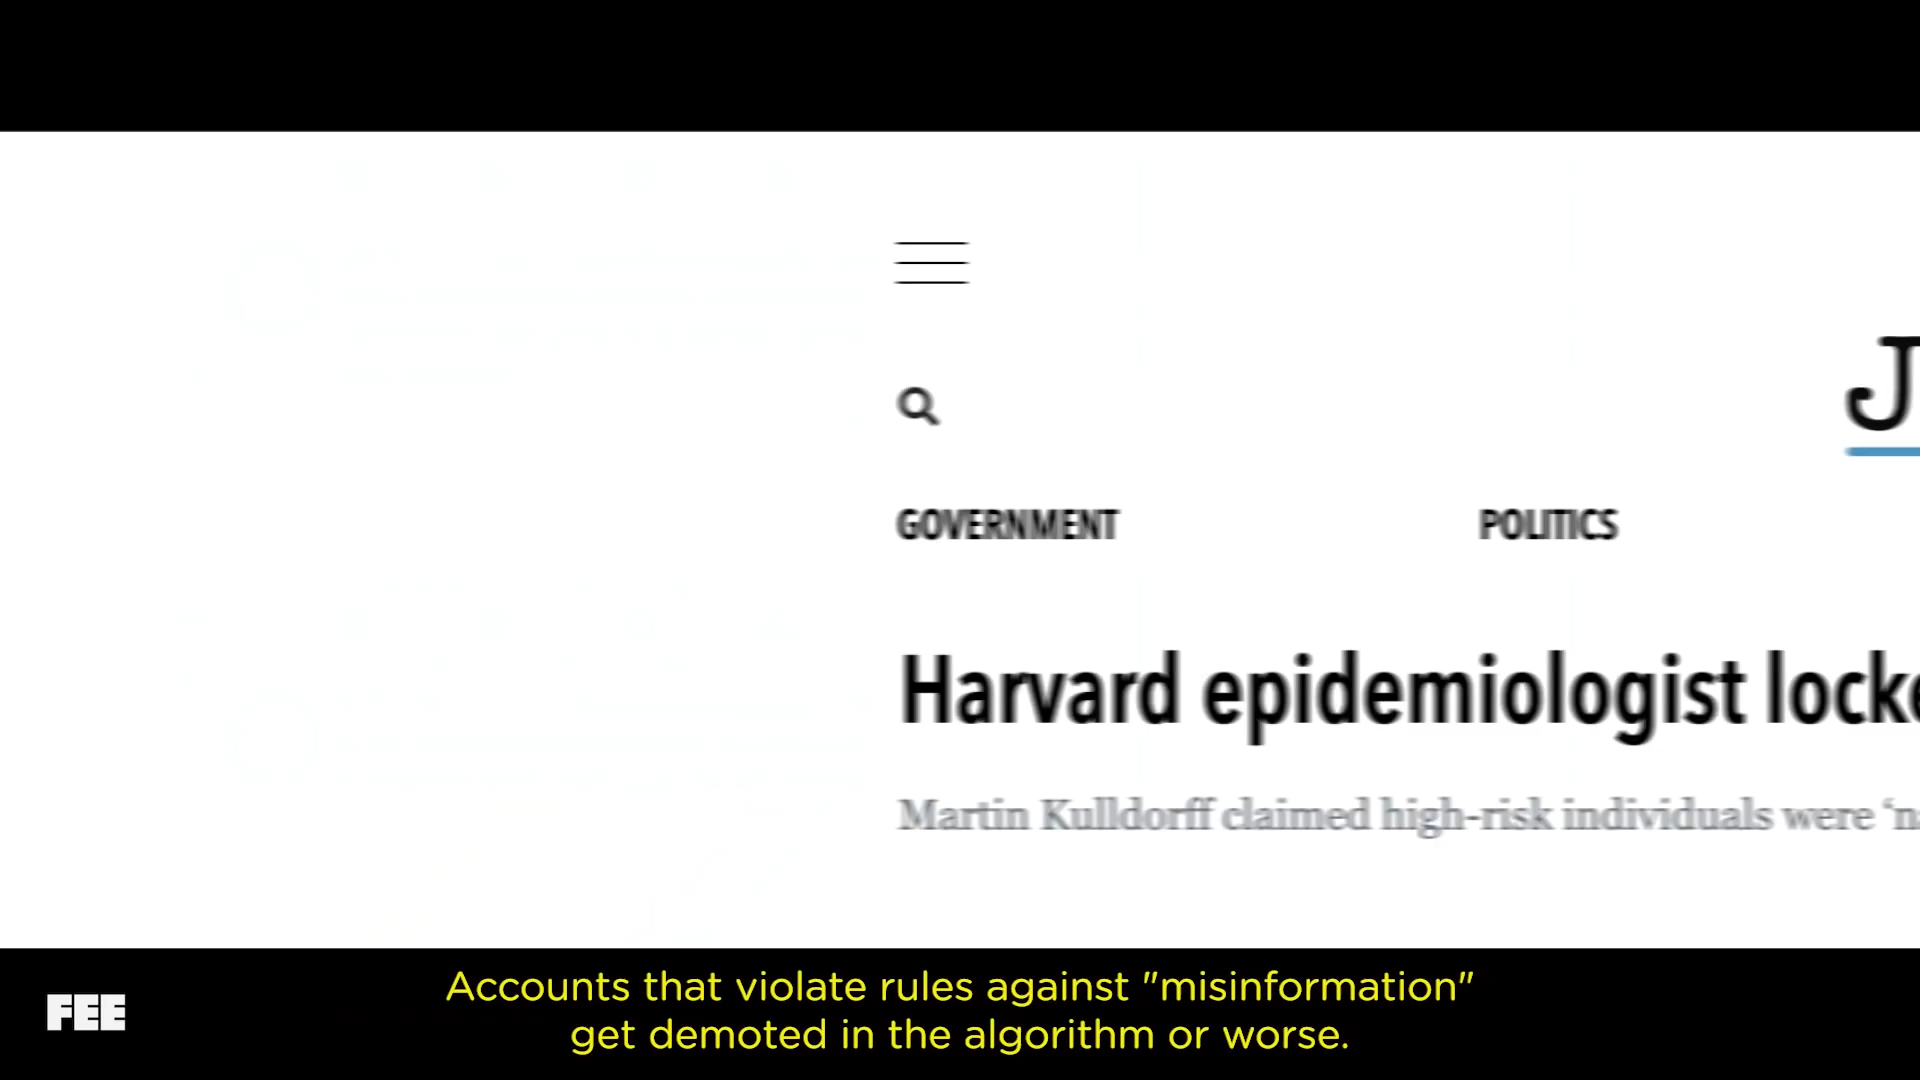 J
GOVERNMENT POLITICS
Harvard epidemiologist
Martin Kulldorff claimed high-risk individuals were
FEE
Accounts that violate rules against "misinformation"
get demoted in the algorithm or worse.